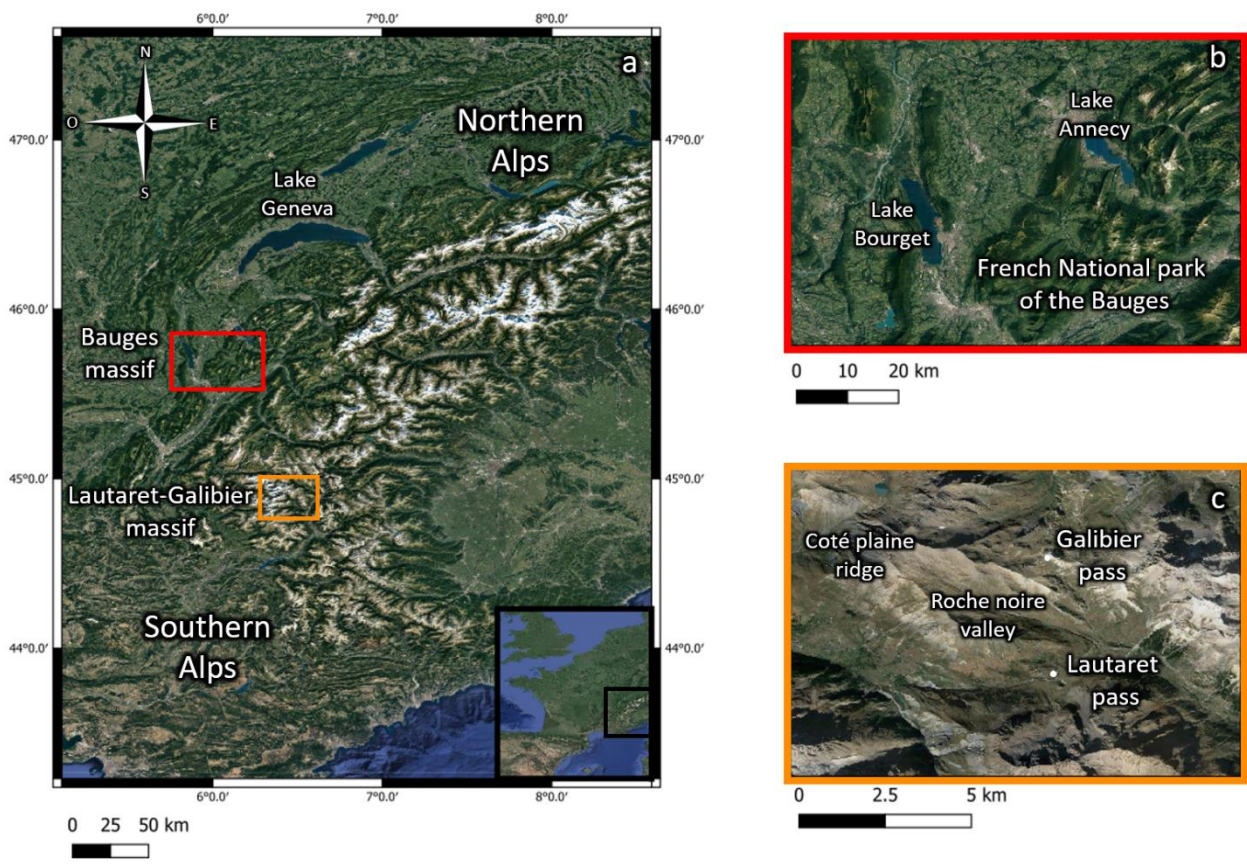 6°0.0' 7°0.0' 8°0.0'
a
N
O E
S
47°0.0' 47°0.0'
46°0.0' 46°0.0'
45°0.0' 45°0.0'
44°0.0' 44°0.0'
Northern
Alps
Lake
Geneva
Bauges
massif
Lautaret-Galibier
massif
Southern
Alps
6°0.0' 7°0.0' 8°0.0'
0 25 50 km
b
Lake
Annecy
Lake
Bourget
French National park
of the Bauges
0 10 20 km
c
Coté plaine
ridge
Galibier
pass
Roche noire
valley
Lautaret
pass
0 2.5 5 km